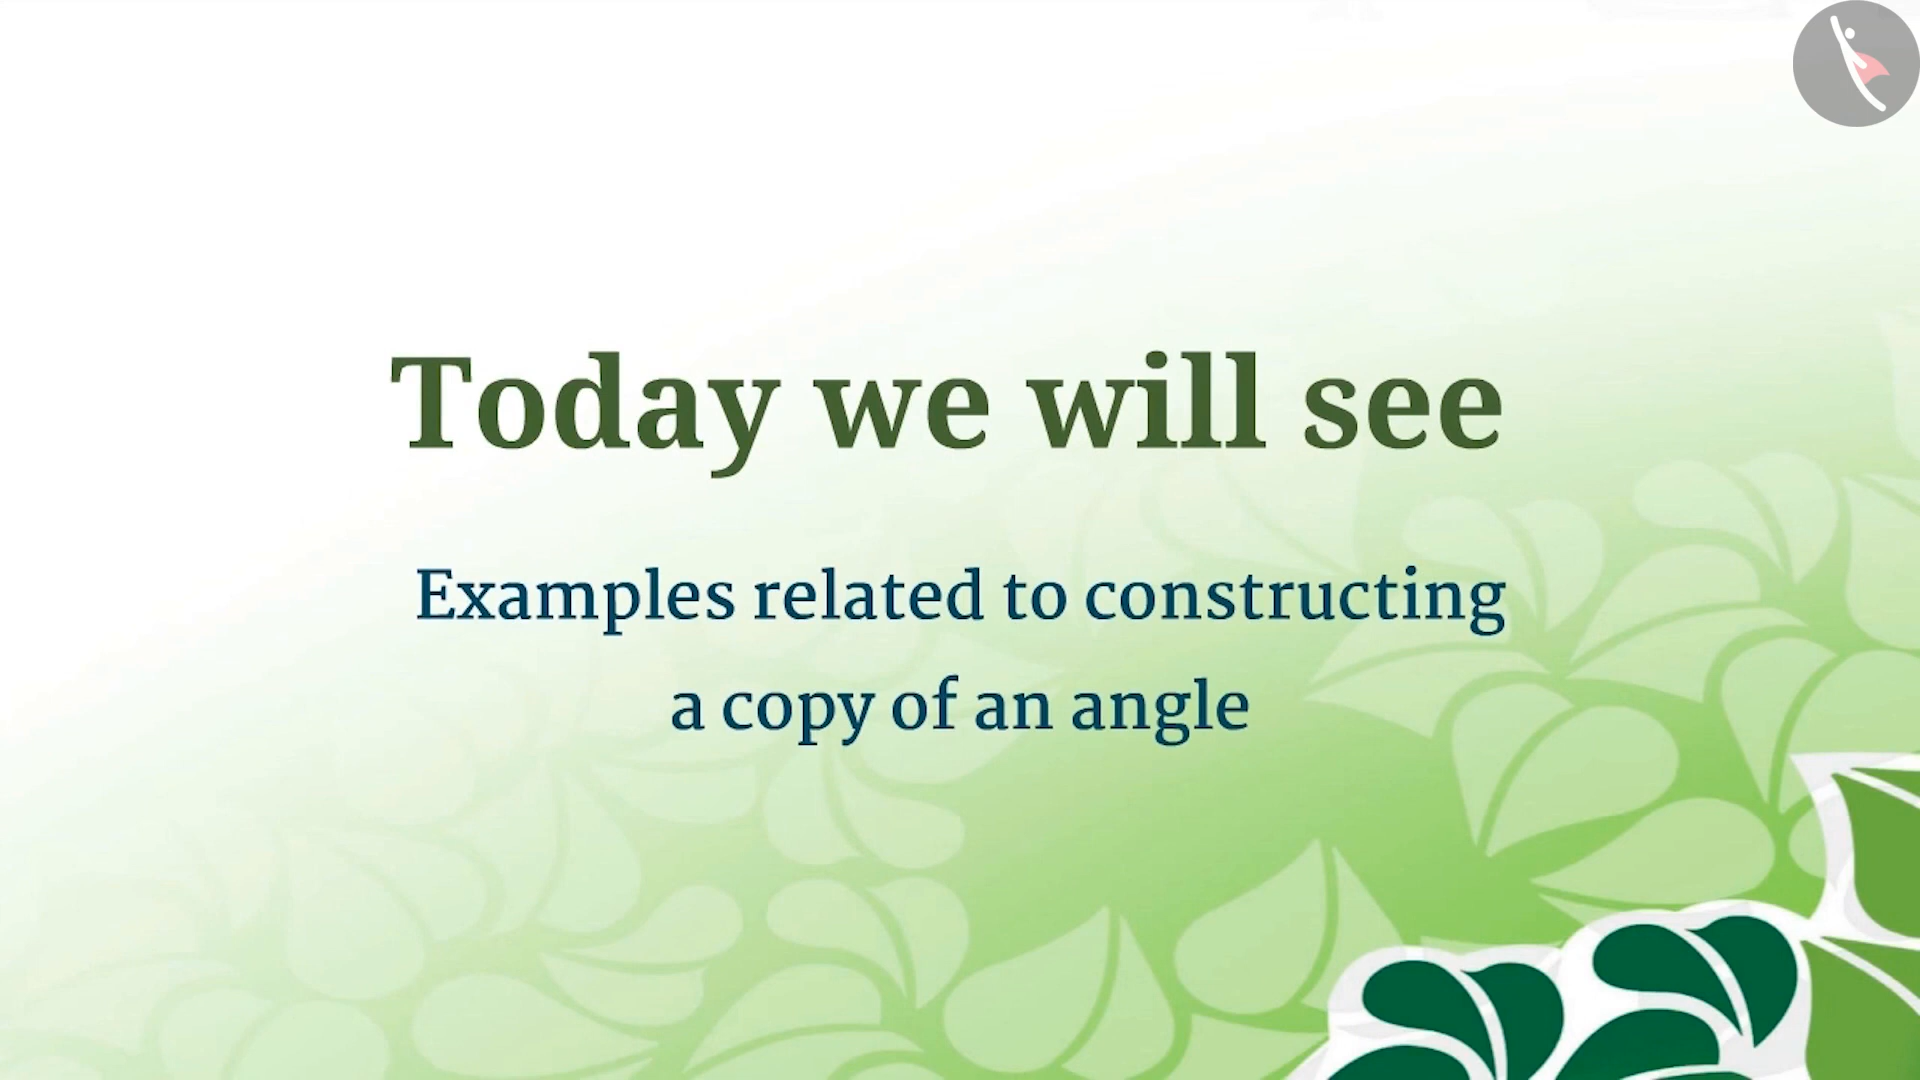 Today we will see
Examples related to constructing
a copy of an angle